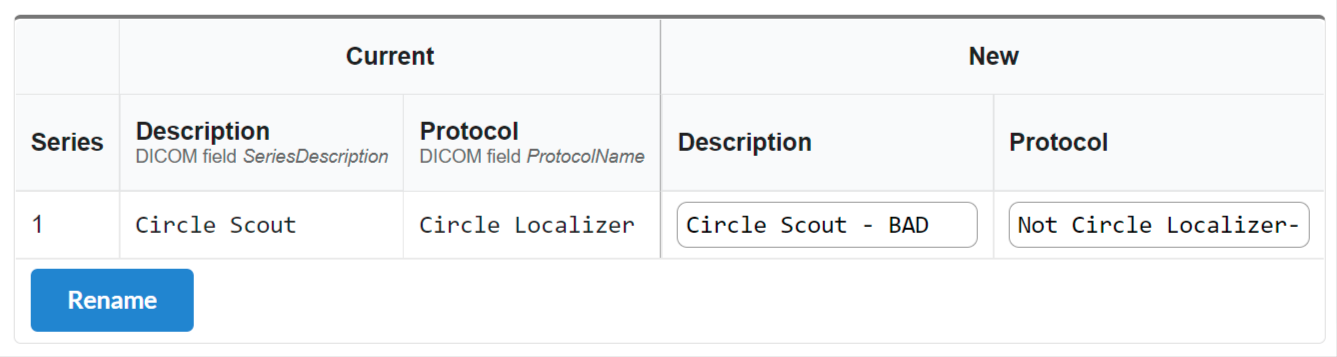 Current New
Series Description Protocol Description Protocol
DICOM field SeriesDescription DICOM field ProtocolName
1 Circle Scout Circle Localizer Circle Scout - BAD Not Circle Localizer-
Rename